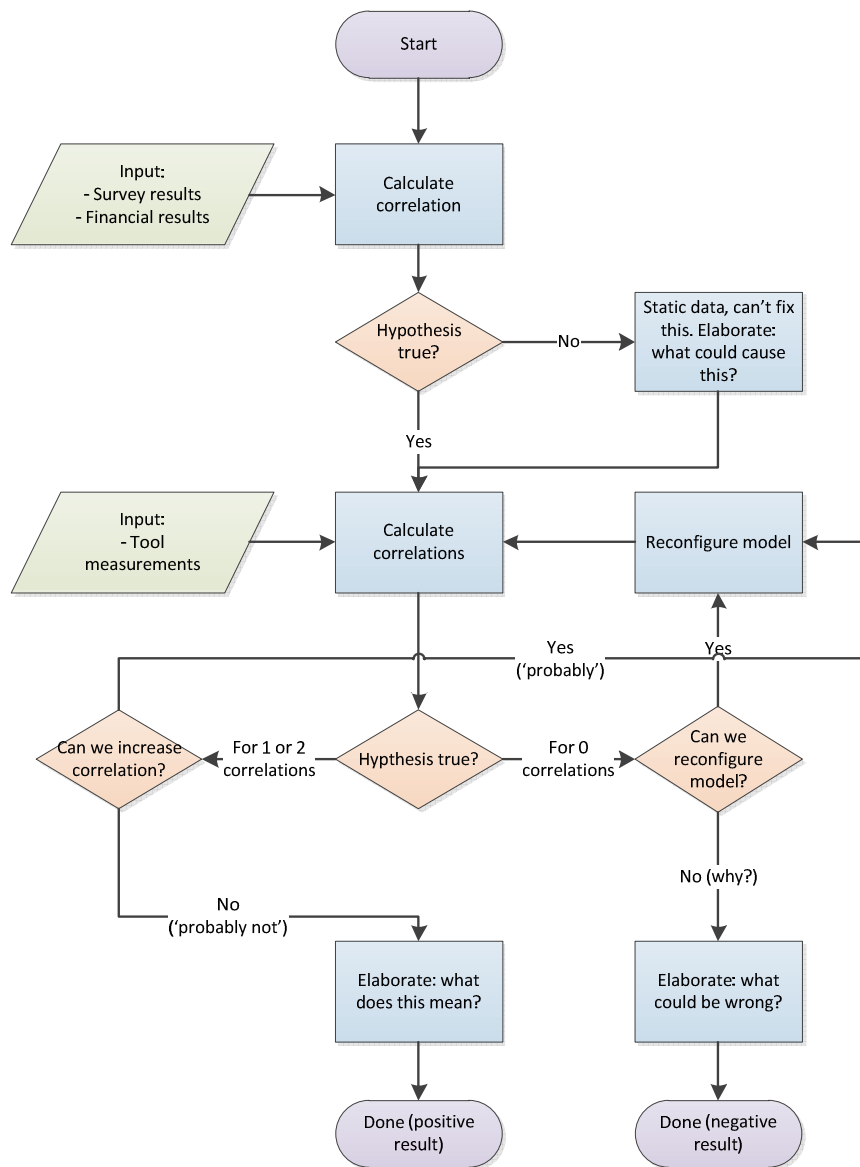 Start
Input:
- Survey results
- Financial results
Calculate
correlation
Hypothesis
true?
No
Static data, can't fix
this. Elaborate:
what could cause
this?
Yes
Input:
- Tool
measurements
Calculate
correlations
Reconfigure model
Yes
('probably')
Yes
Can we increase
correlation?
For 1 or 2
correlations
Hypthesis true?
For 0
correlations
Can we
reconfigure
model?
No
('probably not')
No (why?)
Elaborate: what
does this mean?
Elaborate: what
could be wrong?
Done (positive
result)
Done (negative
result)